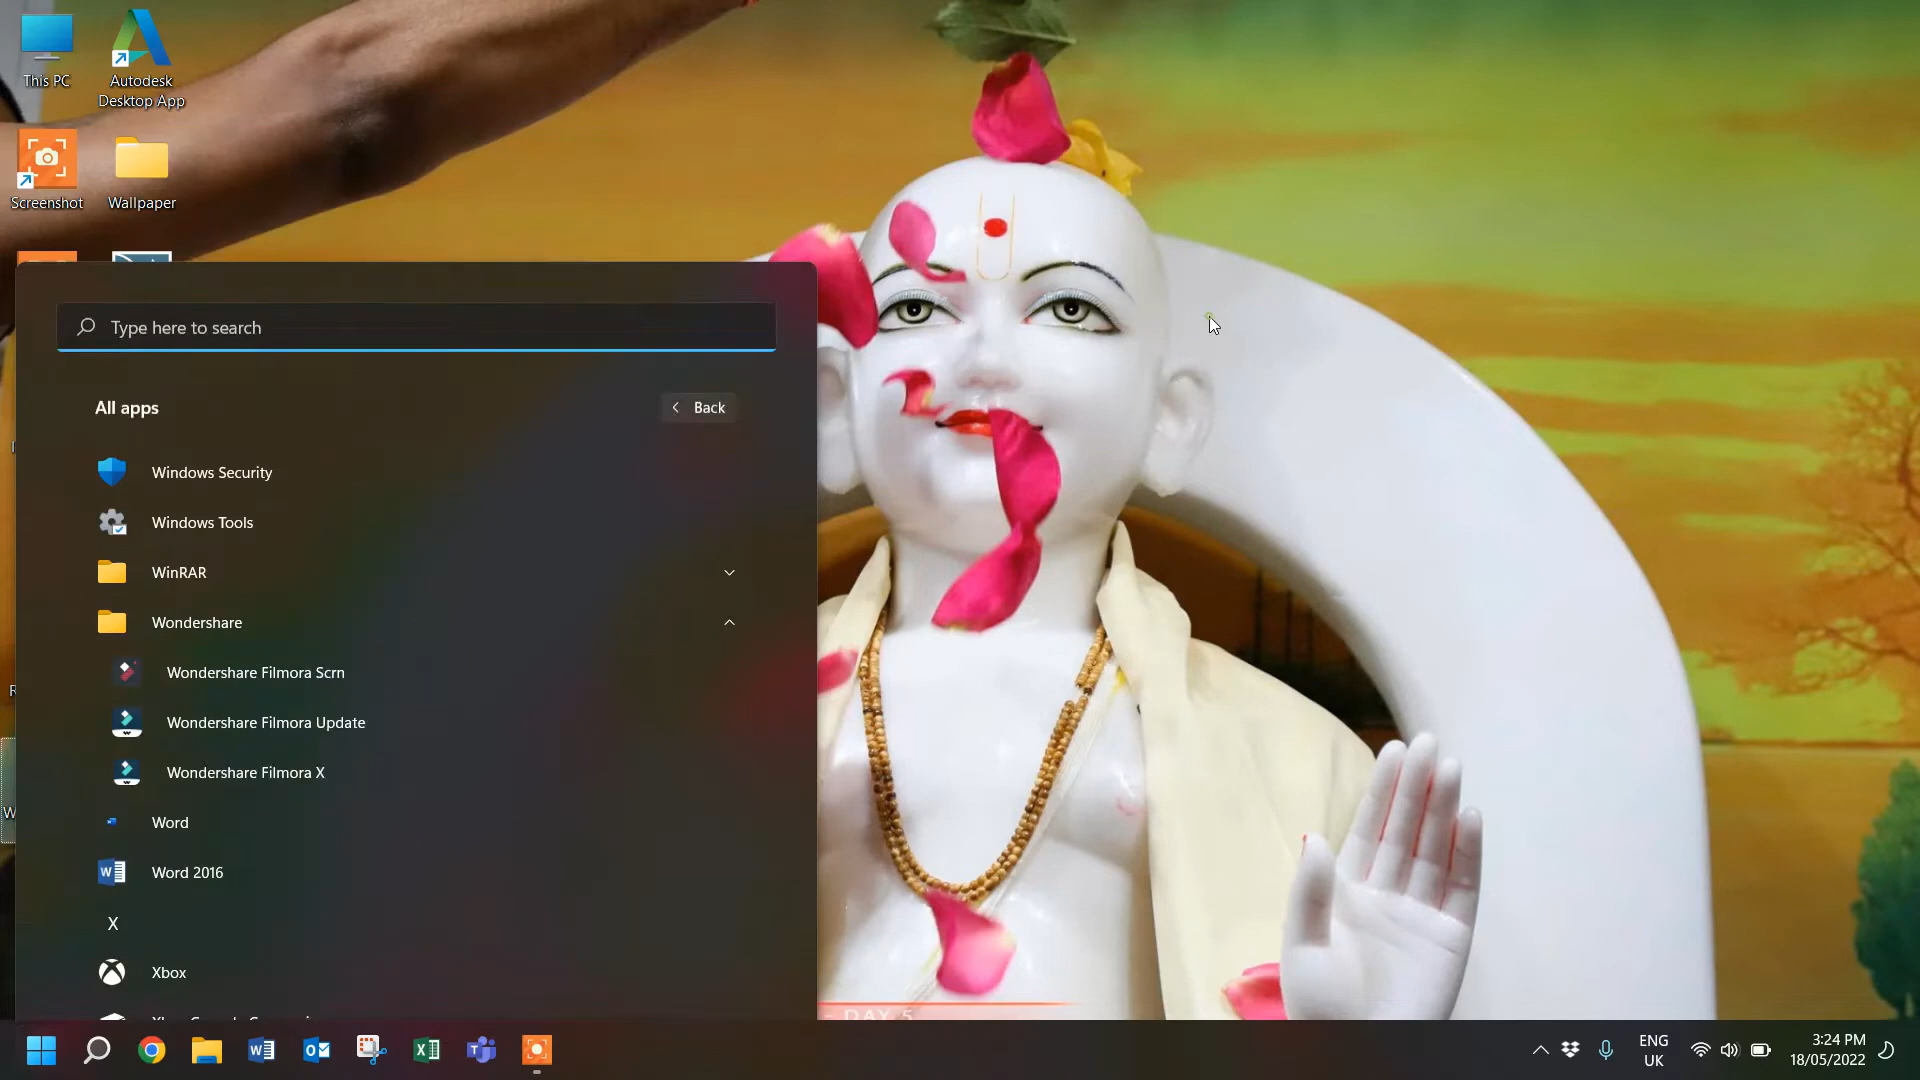 This PC
Autodesk
Desktop App
Screenshot
Wallpaper
Type here to search
All apps
Back
Windows Security
Windows Tools
WinRAR
Wondershare
Wondershare Filmora Scrn
Wondershare Filmora Update
Wondershare Filmora X
Word
Word 2016
X
Xbox
DAY 5
ENG
UK
3:24 PM
18/05/2022